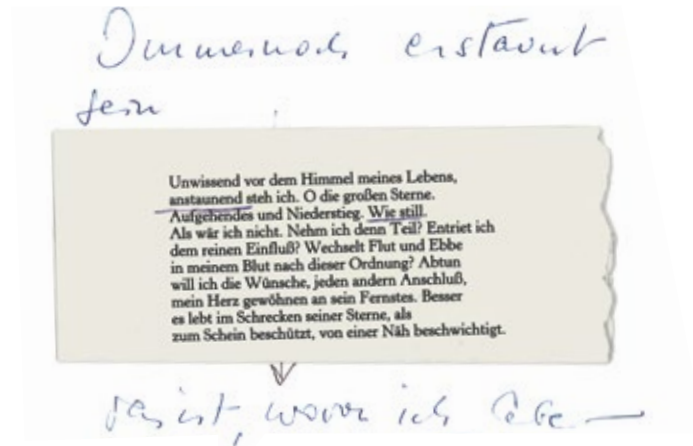 Immernoch erstaunt
sein
Unwissend vor dem Himmel meines Lebens,
anstaunend steh ich. O die großen Sterne.
Aufgehendes und Niederstieg. Wie still.
Als wär ich nicht. Nehm ich denn Teil? Entriet ich
dem reinen Einfluß? Wechselt Flut und Ebbe
in meinem Blut nach dieser Ordnung? Abtun
will ich die Wünsche, jeden andern Anschluß,
mein Herz gewöhnen an sein Fernstes. Besser
es lebt im Schrecken seiner Sterne, als
zum Schein beschützt, von einer Näh beschwichtigt.
das ist, wovon ich lebe —